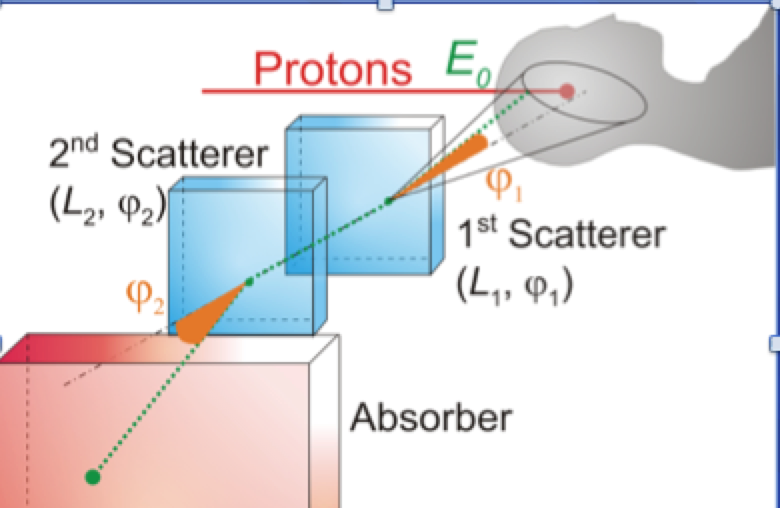 Protons E₀
2ⁿᵈ Scatterer
(L₂, φ₂)
φ₁
1ˢᵗ Scatterer
(L₁, φ₁)
φ₂
Absorber